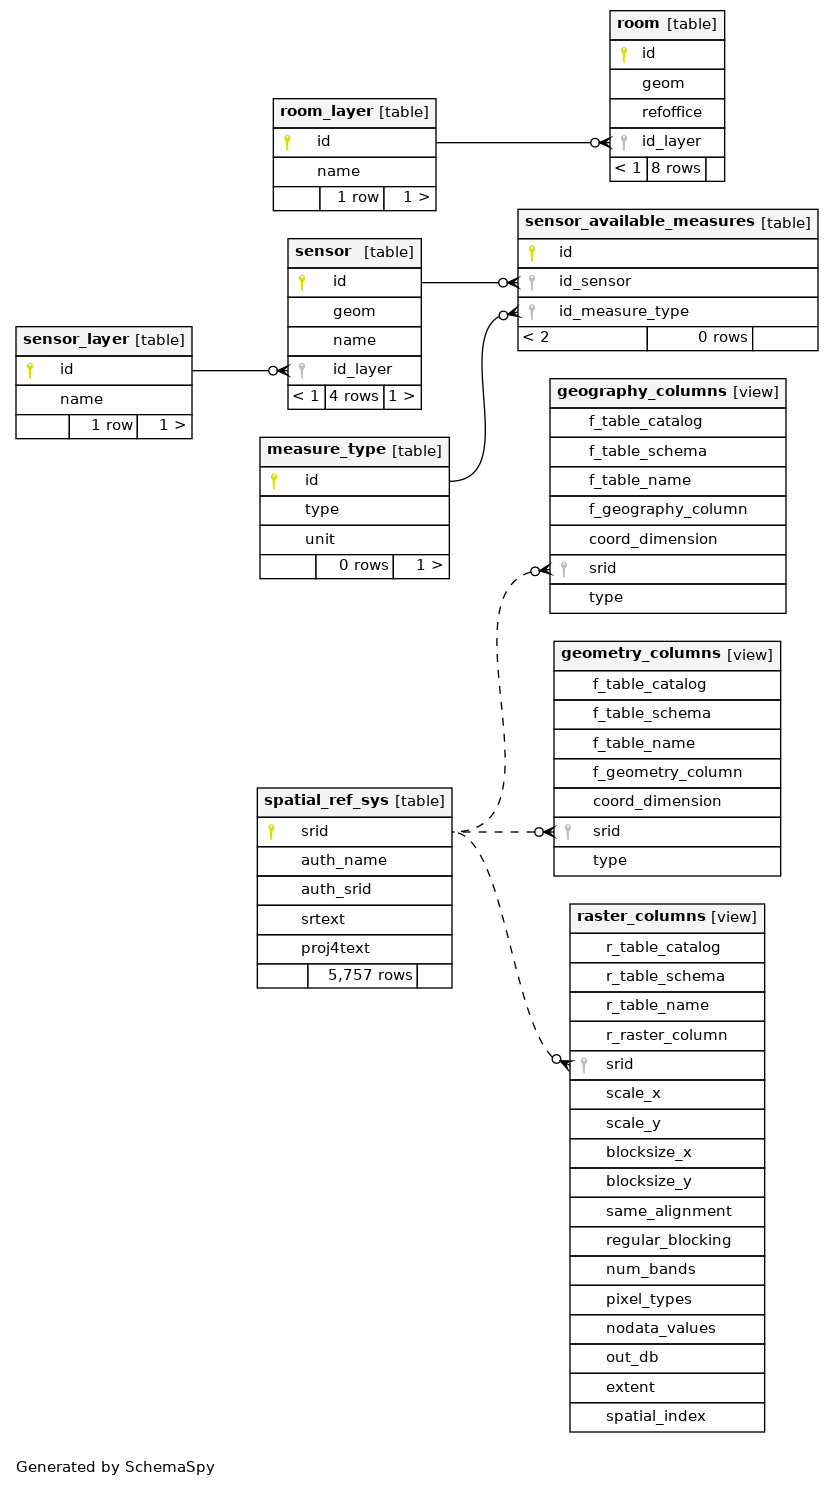 room [table]
id
geom
refoffice
id_layer
< 1 8 rows
room_layer [table]
id
name
1 row 1 >
sensor_available_measures [table]
id
id_sensor
id_measure_type
< 2 0 rows
sensor [table]
id
geom
name
id_layer
< 1 4 rows 1 >
sensor_layer [table]
id
name
1 row 1 >
measure_type [table]
id
type
unit
0 rows 1 >
geography_columns [view]
f_table_catalog
f_table_schema
f_table_name
f_geography_column
coord_dimension
srid
type
geometry_columns [view]
f_table_catalog
f_table_schema
f_table_name
f_geometry_column
coord_dimension
srid
type
spatial_ref_sys [table]
srid
auth_name
auth_srid
srtext
proj4text
5,757 rows
raster_columns [view]
r_table_catalog
r_table_schema
r_table_name
r_raster_column
srid
scale_x
scale_y
blocksize_x
blocksize_y
same_alignment
regular_blocking
num_bands
pixel_types
nodata_values
out_db
extent
spatial_index
Generated by SchemaSpy